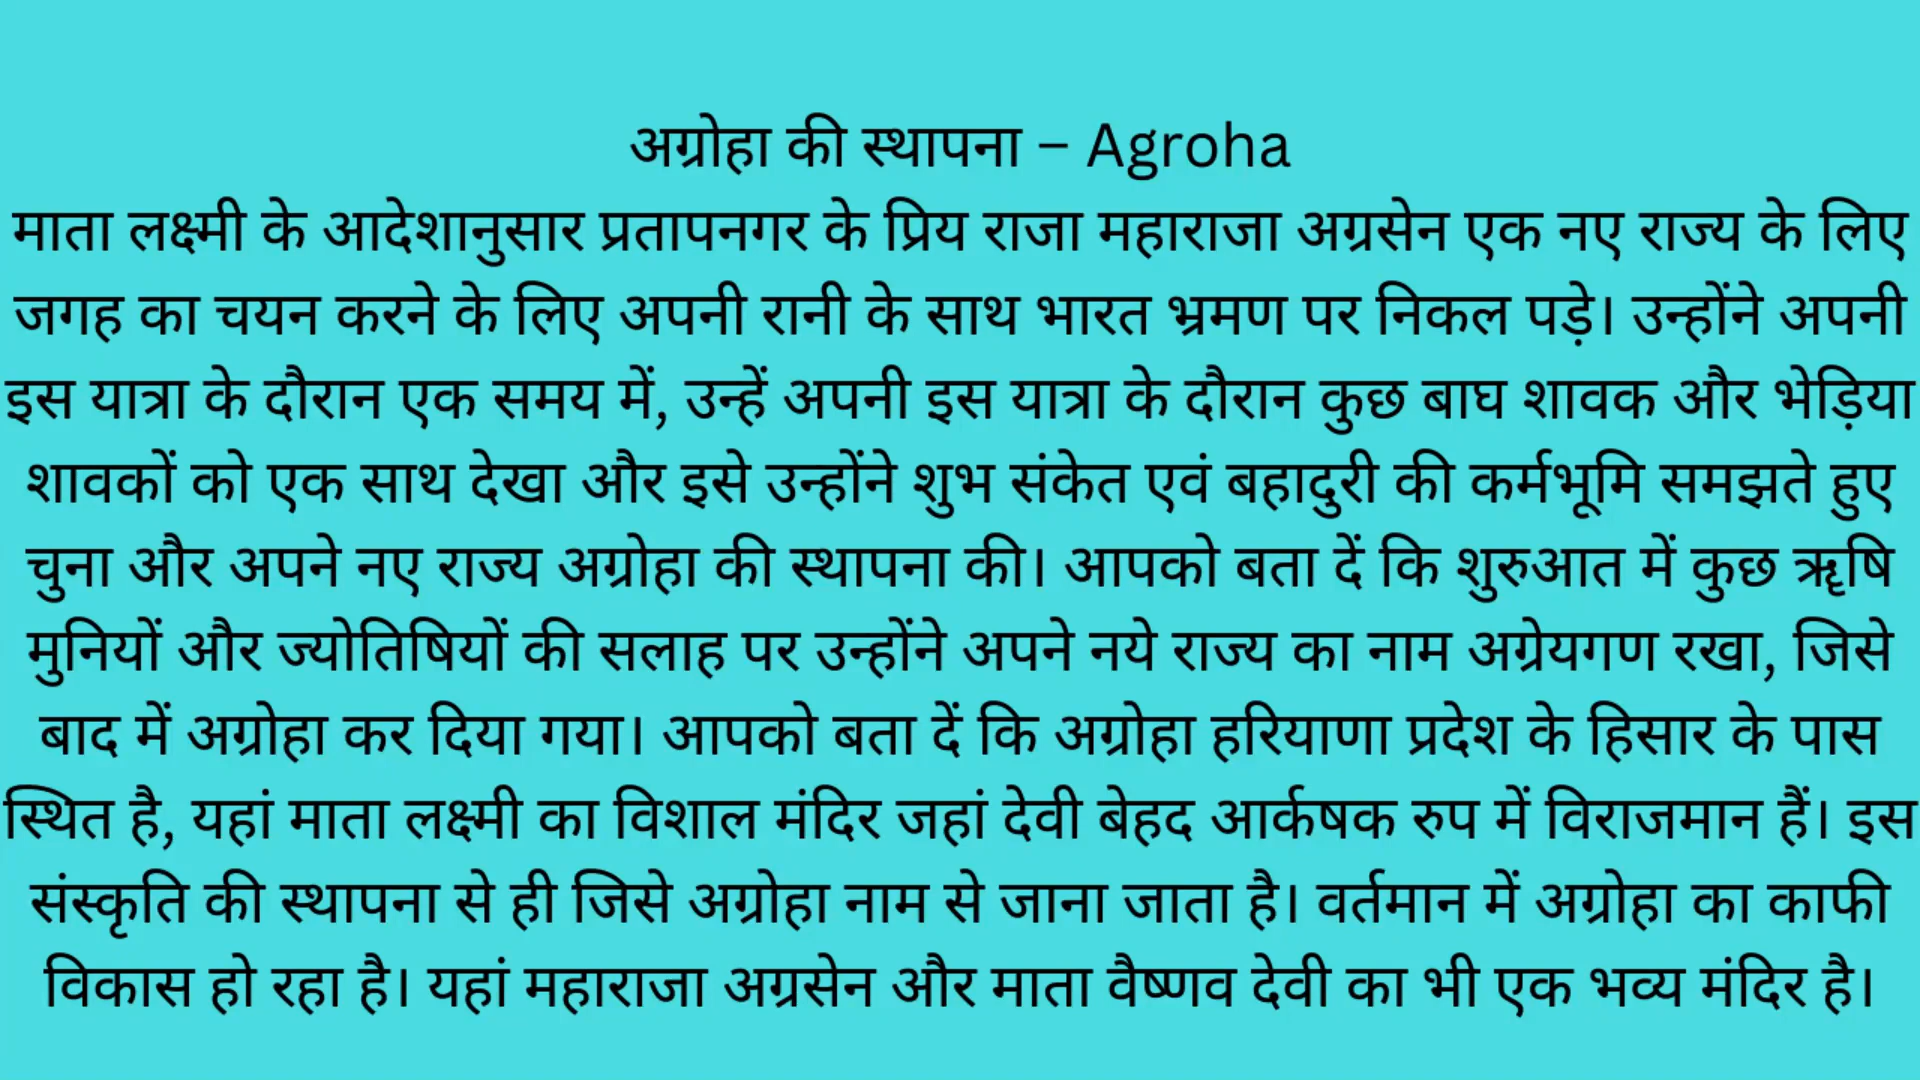 अग्रोहा की स्थापना – Agroha
माता लक्ष्मी के आदेशानुसार प्रतापनगर के प्रिय राजा महाराजा अग्रसेन एक नए राज्य के लिए
जगह का चयन करने के लिए अपनी रानी के साथ भारत भ्रमण पर निकल पड़े। उन्होंने अपनी
इस यात्रा के दौरान एक समय में, उन्हें अपनी इस यात्रा के दौरान कुछ बाघ शावक और भेड़िया
शावकों को एक साथ देखा और इसे उन्होंने शुभ संकेत एवं बहादुरी की कर्मभूमि समझते हुए
चुना और अपने नए राज्य अग्रोहा की स्थापना की। आपको बता दें कि शुरुआत में कुछ ऋृषि
मुनियों और ज्योतिषियों की सलाह पर उन्होंने अपने नये राज्य का नाम अग्रेयगण रखा, जिसे
बाद में अग्रोहा कर दिया गया। आपको बता दें कि अग्रोहा हरियाणा प्रदेश के हिसार के पास
स्थित है, यहां माता लक्ष्मी का विशाल मंदिर जहां देवी बेहद आर्कषक रुप में विराजमान हैं। इस
संस्कृति की स्थापना से ही जिसे अग्रोहा नाम से जाना जाता है। वर्तमान में अग्रोहा का काफी
विकास हो रहा है। यहां महाराजा अग्रसेन और माता वैष्णव देवी का भी एक भव्य मंदिर है।